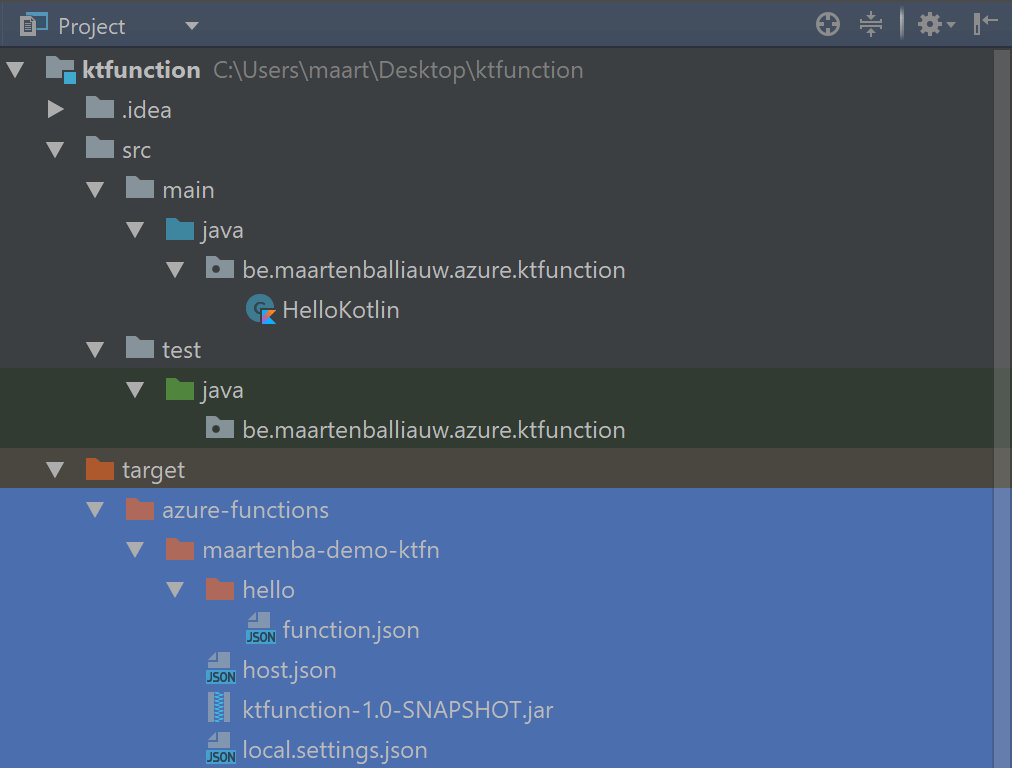 Project
ktfunction C:\Users\maart\Desktop\ktfunction
.idea
src
main
java
be.maartenballiauw.azure.ktfunction
HelloKotlin
test
java
be.maartenballiauw.azure.ktfunction
target
azure-functions
maartenba-demo-ktfn
hello
JSON function.json
JSON host.json
ktfunction-1.0-SNAPSHOT.jar
JSON local.settings.json